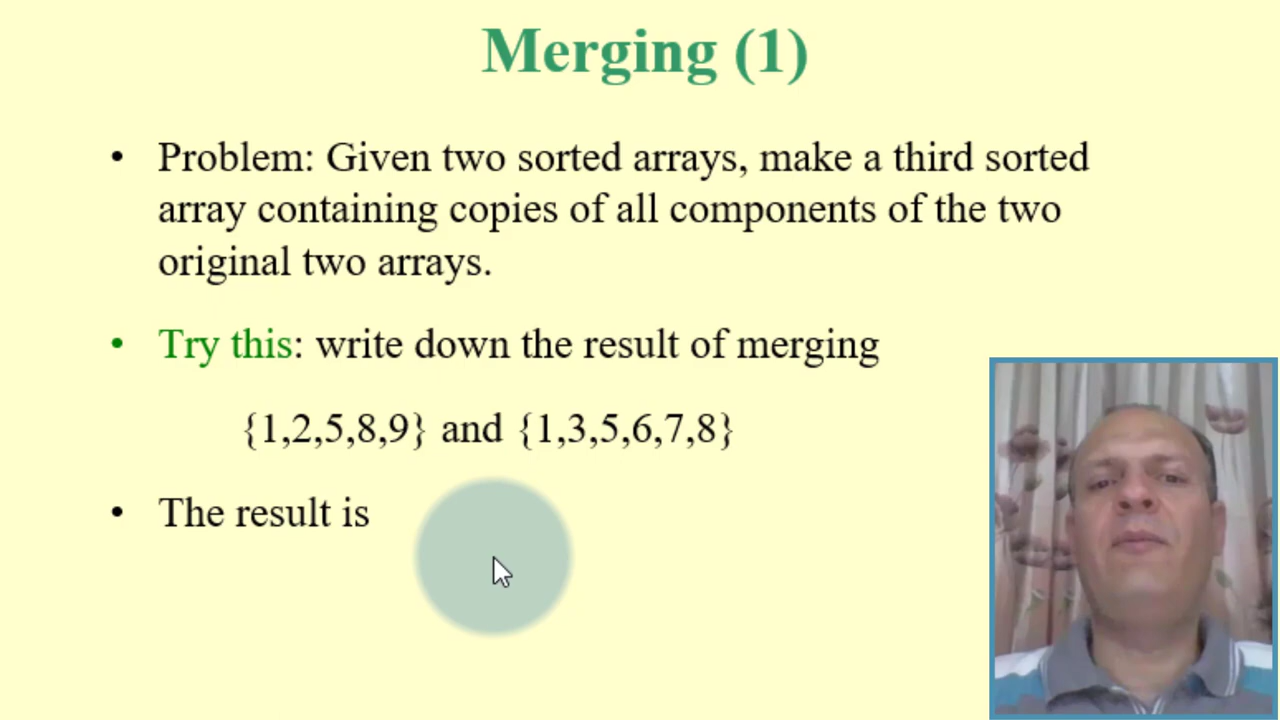 Merging (1)
• Problem: Given two sorted arrays, make a third sorted
array containing copies of all components of the two
original two arrays.
• Try this: write down the result of merging
{1,2,5,8,9} and {1,3,5,6,7,8}
• The result is